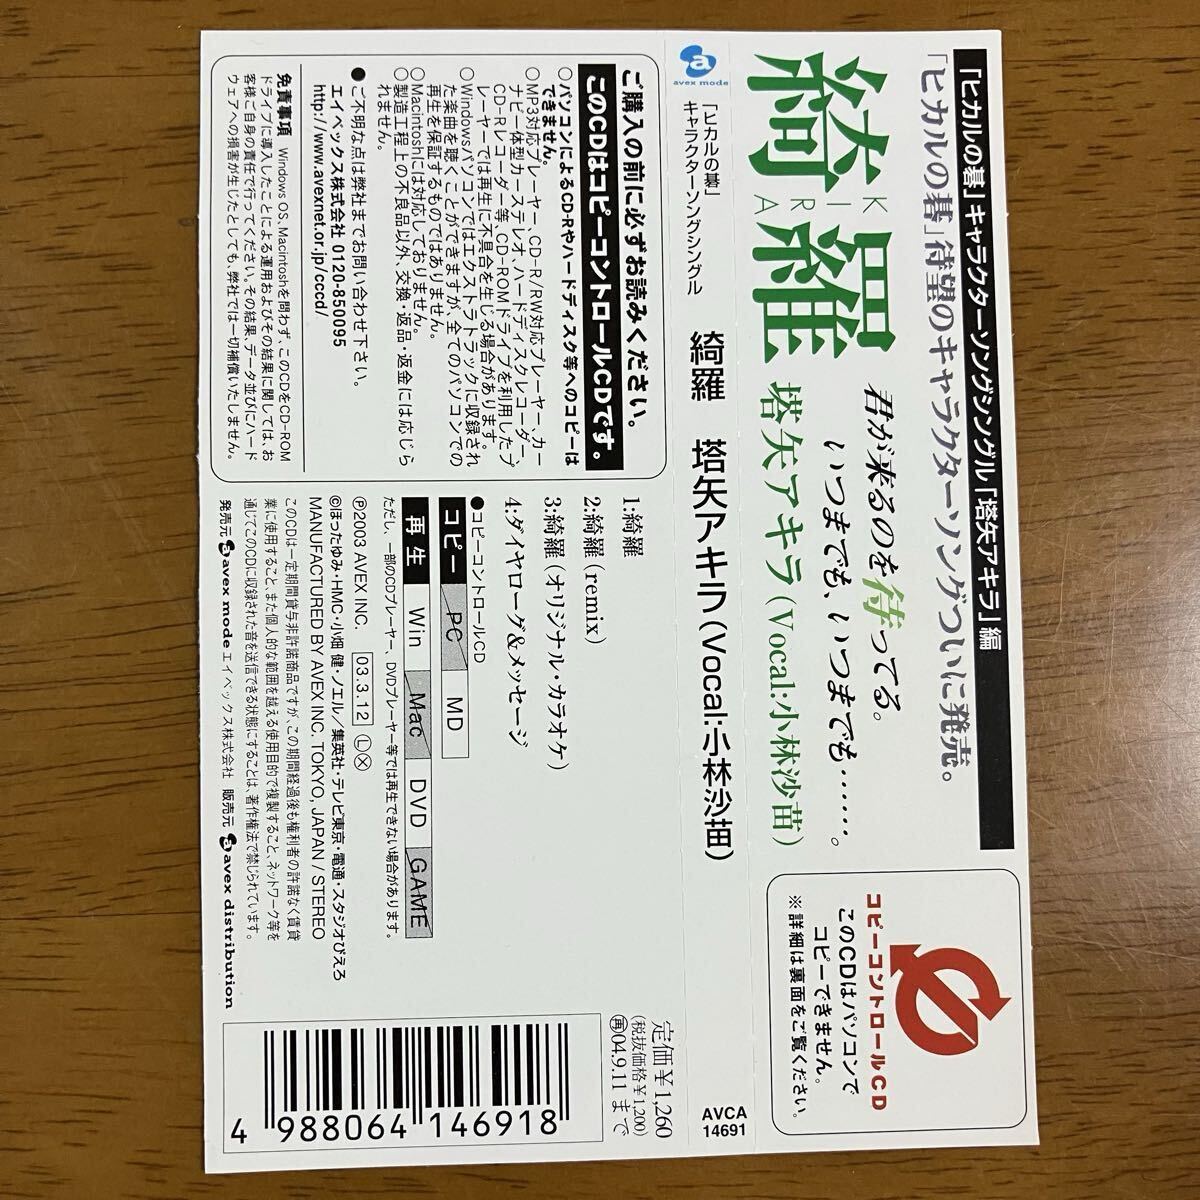 「ヒカルの碁」キャラクターソングシングル「塔矢アキラ」編
「ヒカルの碁」待望のキャラクターソングついに発売。
綺羅
KIRARA
君が来るのを待ってる。
いつまでも、いつまでも……。
塔矢アキラ(Vocal:小林沙苗)
コピーコントロールCD
このCDはパソコンで
コピーできません。
※詳細は裏面をご覧ください。
a
avex mode
「ヒカルの碁」
キャラクターソングシングル
綺羅 塔矢アキラ(Vocal:小林沙苗)
AVCA
14691
ご購入の前に必ずお読みください。
このCDはコピーコントロールCDです。
○パソコンによるCD-Rやハードディスク等へのコピーは
できません。
○MP3対応プレーヤー、CD-R/RW対応プレーヤー、カー
ナビ一体型カーステレオ、ハードディスクレコーダー、
CD-Rレコーダー等、CD-ROMドライブを利用したプ
レーヤーでは再生に不具合を生じる場合があります。
○Windowsパソコンではエクストラトラックに収録され
た楽曲を聴くことができますが、全てのパソコンでの
再生を保証するものではありません。
○Macintoshには対応しておりません。
○製造工程上の不良品以外、交換・返品・返金には応じら
れません。
●ご不明な点は弊社までお問い合わせ下さい。
エイベックス株式会社 0120-850095
http://www.avexnet.or.jp/cccd/
免責事項 Windows OS, Macintoshを問わず、このCDをCD-ROM
ドライブに導入したことによる運用およびその結果に関しては、お
客様ご自身の責任で行ってください。その結果、データ並びにハード
ウェアへの損害が生じたとしても、弊社では一切補償いたしません。
1:綺羅
2:綺羅(remix)
3:綺羅(オリジナル・カラオケ)
4:ダイヤローグ&メッセージ
●コピーコントロールCD
コピー PC MD
再生 Win Mac DVD GAME
ただし、一部のCDプレーヤー、DVDプレーヤー等では再生できない場合があります。
Ⓟ2003 AVEX INC. 03.3.12 Ⓛ Ⓧ
©ほったゆみ・HMC・小畑 健・ノエル/集英社・テレビ東京・電通・スタジオぴえろ
MANUFACTURED BY AVEX INC. TOKYO, JAPAN / STEREO
このCDは一定期間貸与非許諾商品ですが、この期間経過後も権利者の許諾なく賃貸
業に使用すること、また個人的な範囲を越える使用目的で複製すること、ネットワーク等を
通じてこのCDに収録された音を送信できる状態にすることは、著作権法で禁じられています。
発売元 avex mode エイベックス株式会社 販売元 avex distribution
定価¥1,260
(税抜価格¥1,200)
再04.9.11まで
4 988064 146918